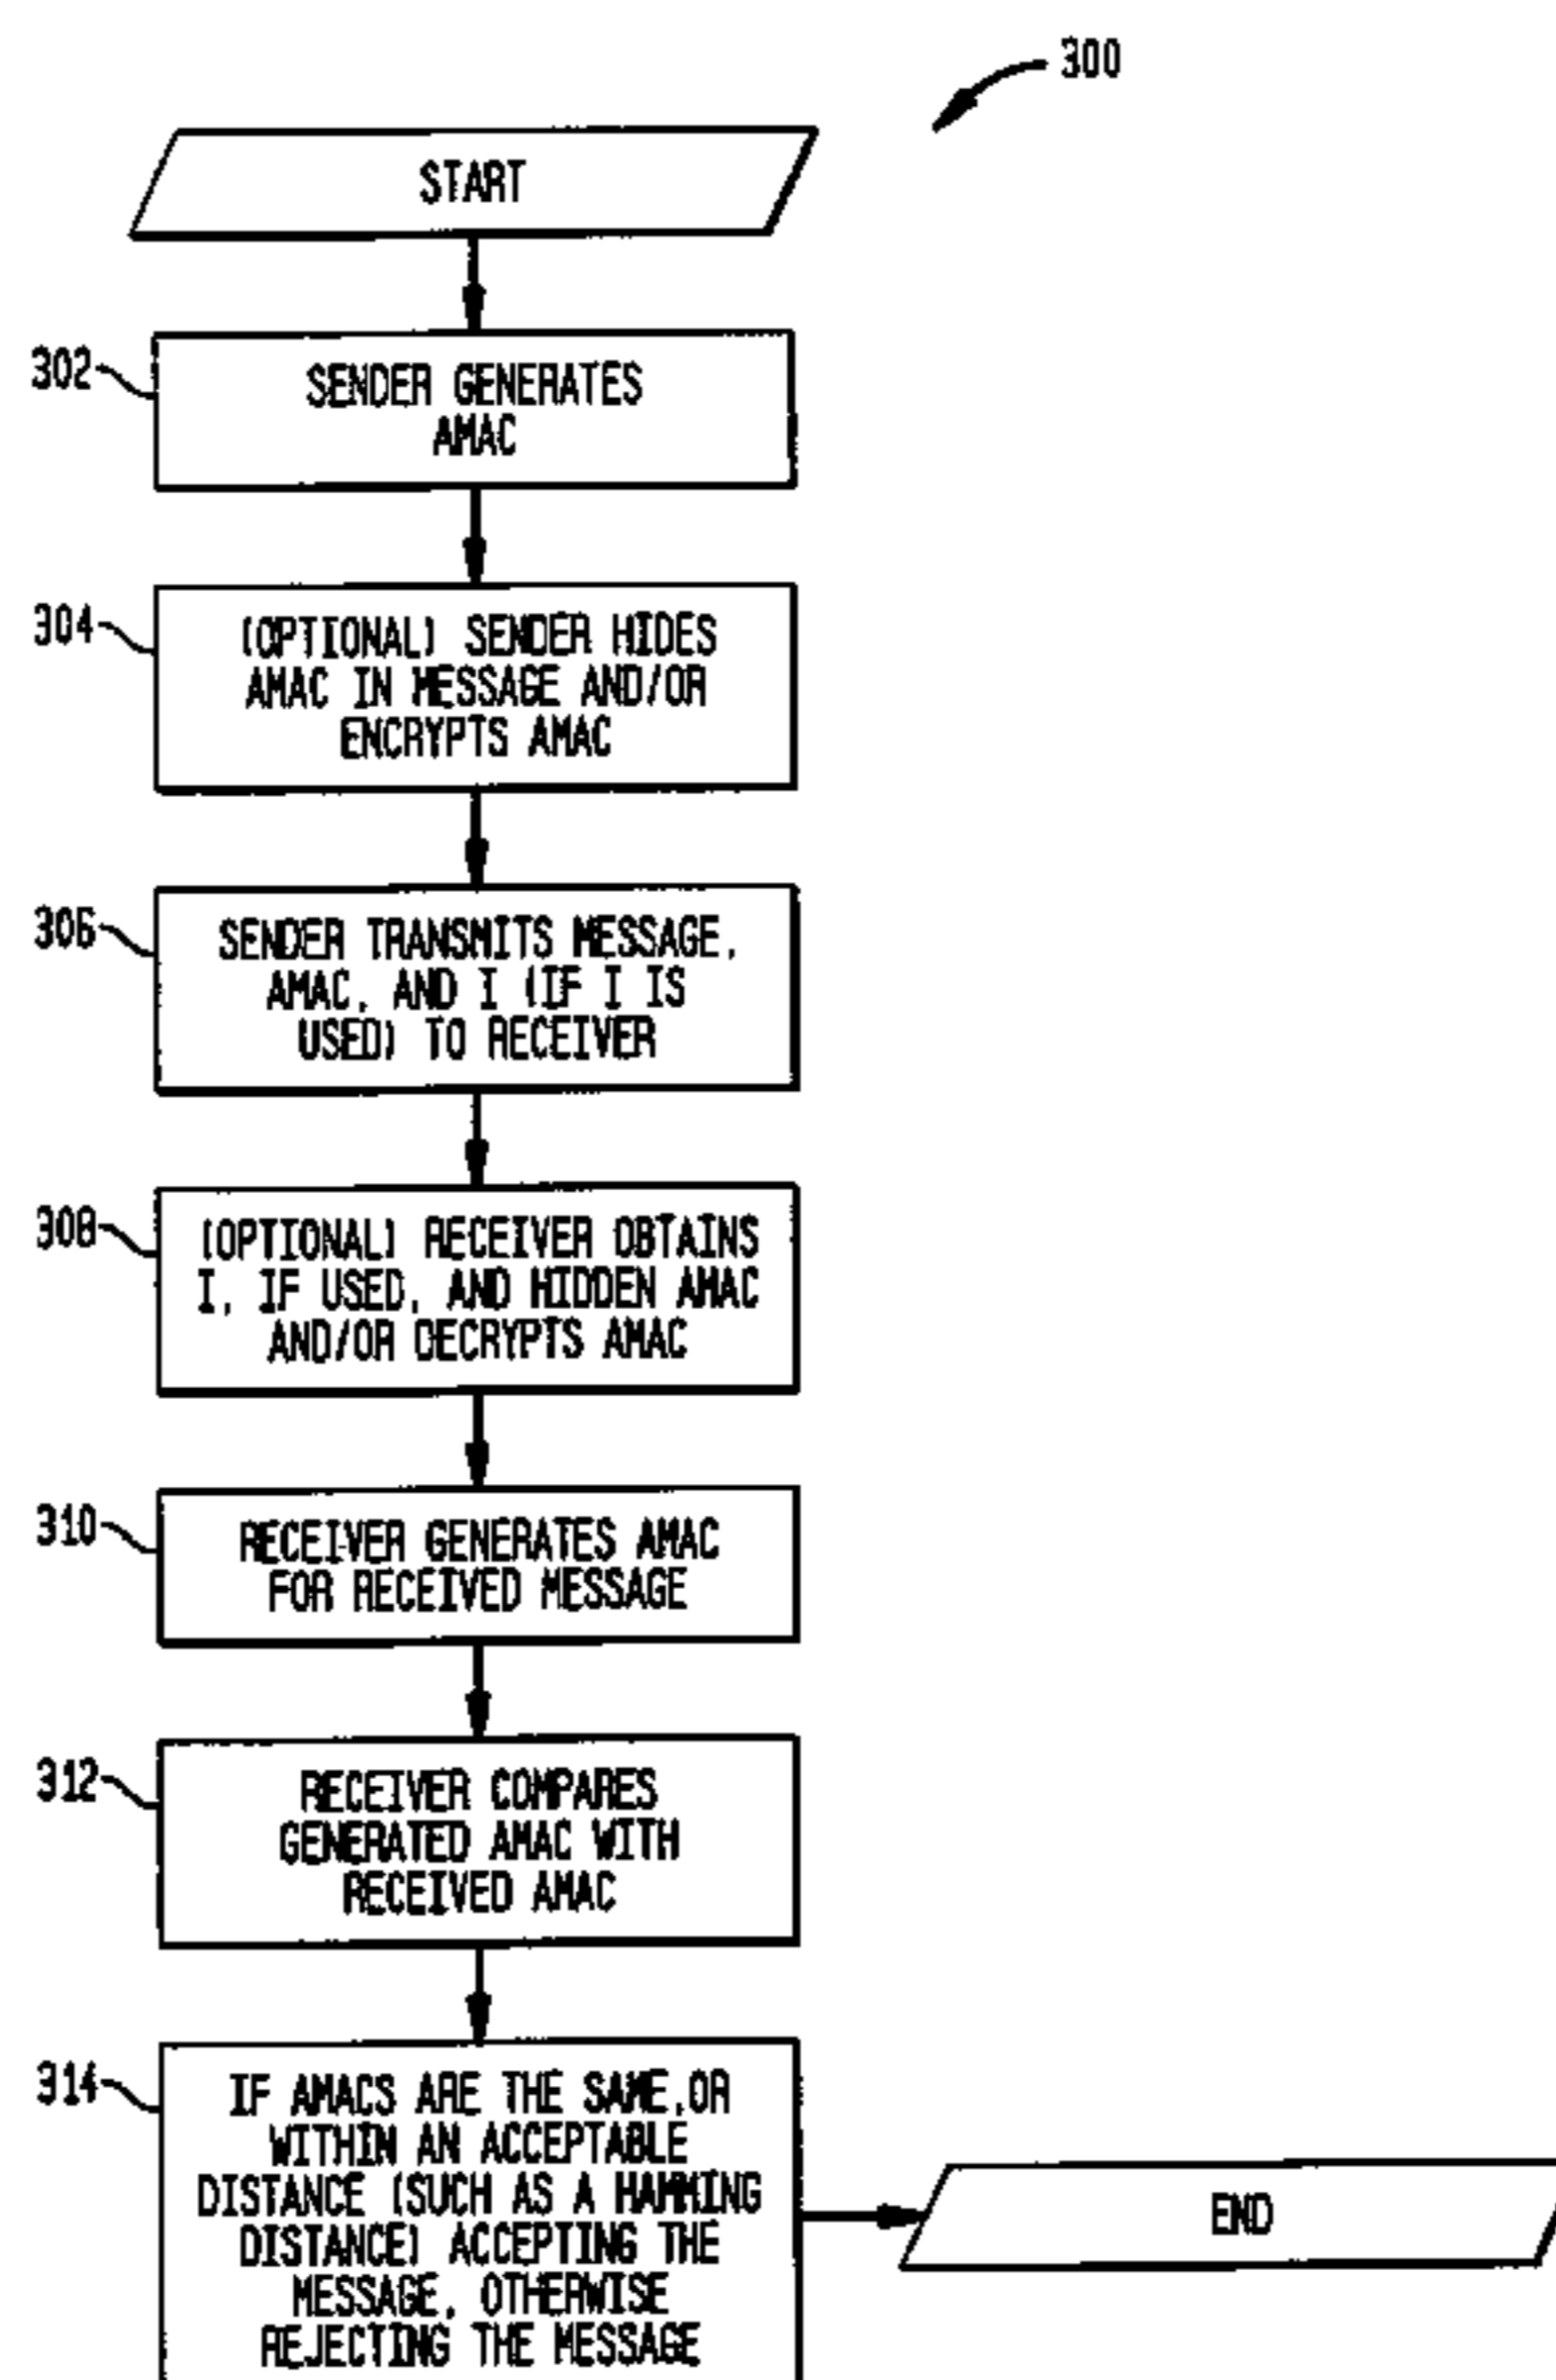 300
START
302
SENDER GENERATES
AMAC
304
(OPTIONAL) SENDER HIDES
AMAC IN MESSAGE AND/OR
ENCRYPTS AMAC
306
SENDER TRANSMITS MESSAGE,
AMAC, AND I (IF I IS
USED) TO RECEIVER
308
(OPTIONAL) RECEIVER OBTAINS
I, IF USED, AND HIDDEN AMAC
AND/OR DECRYPTS AMAC
310
RECEIVER GENERATES AMAC
FOR RECEIVED MESSAGE
312
RECEIVER COMPARES
GENERATED AMAC WITH
RECEIVED AMAC
314
IF AMACS ARE THE SAME,OR
WITHIN AN ACCEPTABLE
DISTANCE (SUCH AS A HAMMING
DISTANCE) ACCEPTING THE
MESSAGE, OTHERWISE
REJECTING THE MESSAGE
END